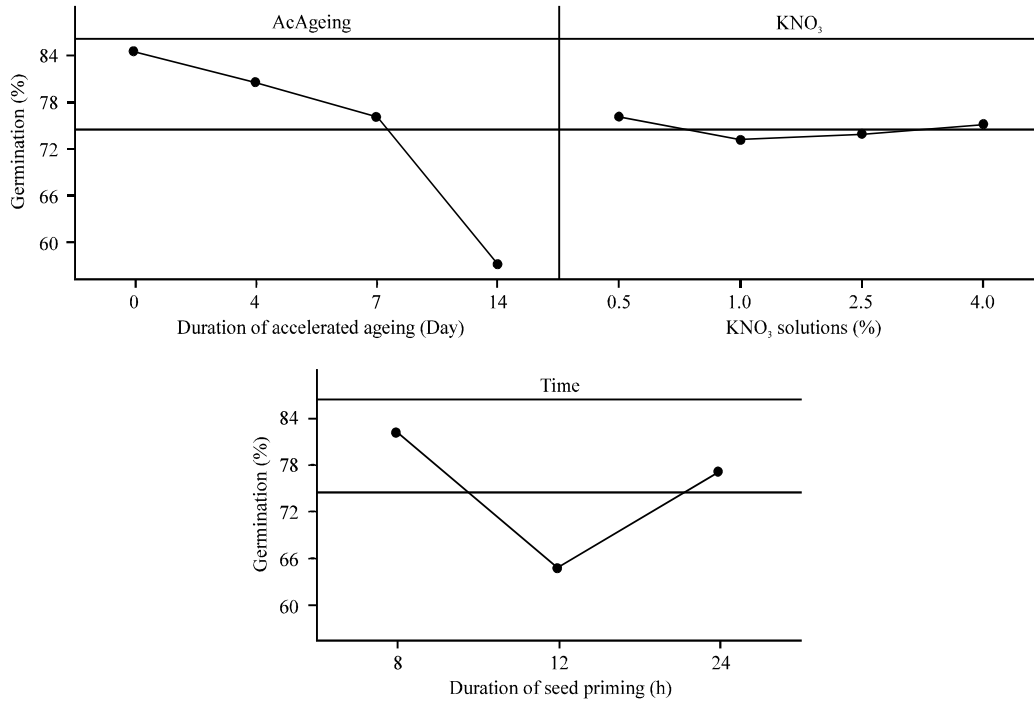 AcAgeing
KNO₃
Germination (%)
84
78
72
66
60
0 4 7 14
Duration of accelerated ageing (Day)
0.5 1.0 2.5 4.0
KNO₃ solutions (%)
Time
Germination (%)
84
78
72
66
60
8 12 24
Duration of seed priming (h)